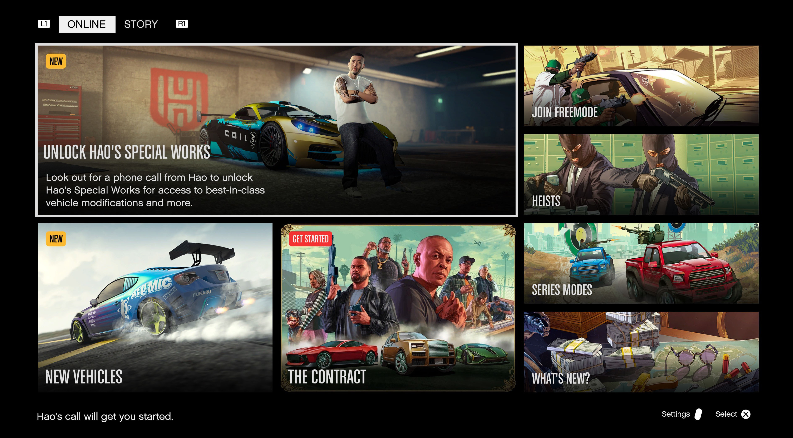 L1 ONLINE STORY R1
NEW
UNLOCK HAO'S SPECIAL WORKS
Look out for a phone call from Hao to unlock
Hao's Special Works for access to best-in-class
vehicle modifications and more.
COIL
JOIN FREEMODE
HEISTS
NEW
NEW VEHICLES
GET STARTED
THE CONTRACT
SERIES MODES
WHAT'S NEW?
Hao's call will get you started.
Settings
Select